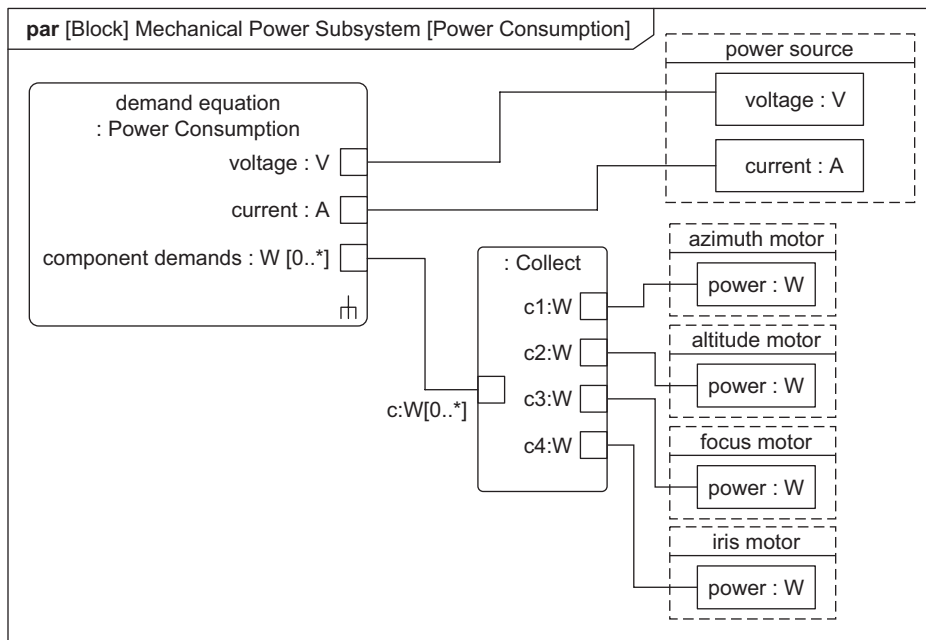 par [Block] Mechanical Power Subsystem [Power Consumption]
power source
voltage : V
current : A
demand equation
: Power Consumption
voltage : V
current : A
component demands : W [0..*]
: Collect
c1:W
c2:W
c3:W
c4:W
c:W[0..*]
azimuth motor
power : W
altitude motor
power : W
focus motor
power : W
iris motor
power : W